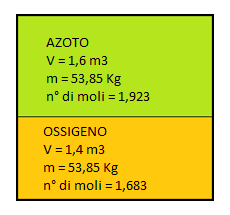 AZOTO
V = 1,6 m3
m = 53,85 Kg
n° di moli = 1,923
OSSIGENO
V = 1,4 m3
m = 53,85 Kg
n° di moli = 1,683